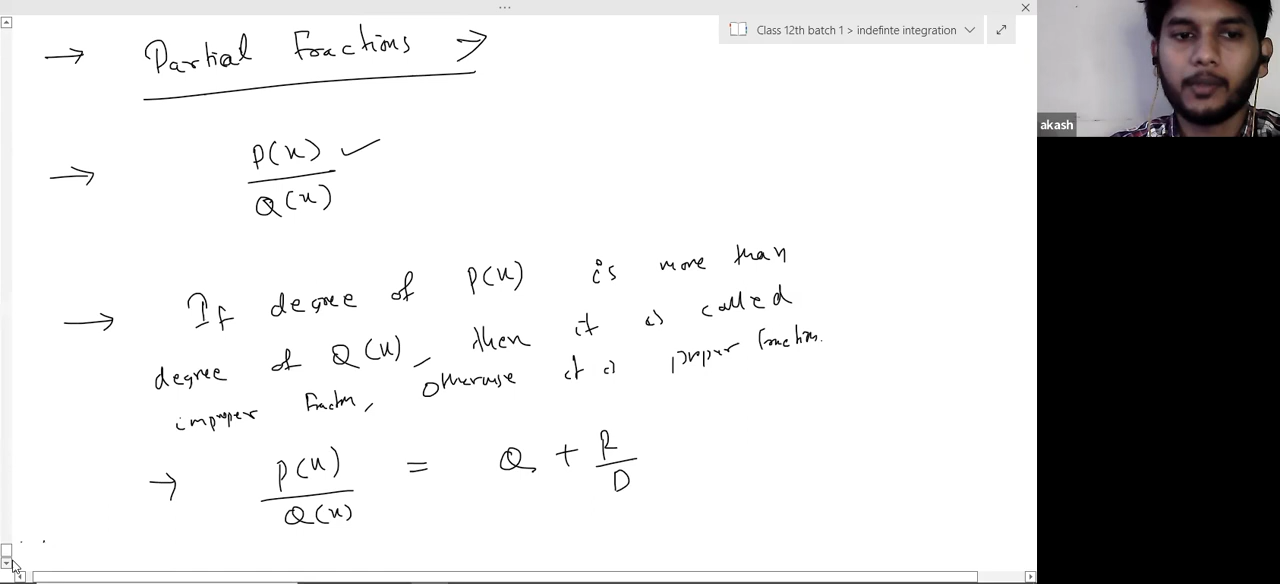 Class 12th batch 1 > indefinte integration
akash
→ Partial Fractions >
→ P(x) ✓
Q(x)
→ If degree of P(x) is more than
degree of Q(x), then it is called
improper fraction, otherwise it is proper fraction.
→ P(x) = Q + R
Q(x) D